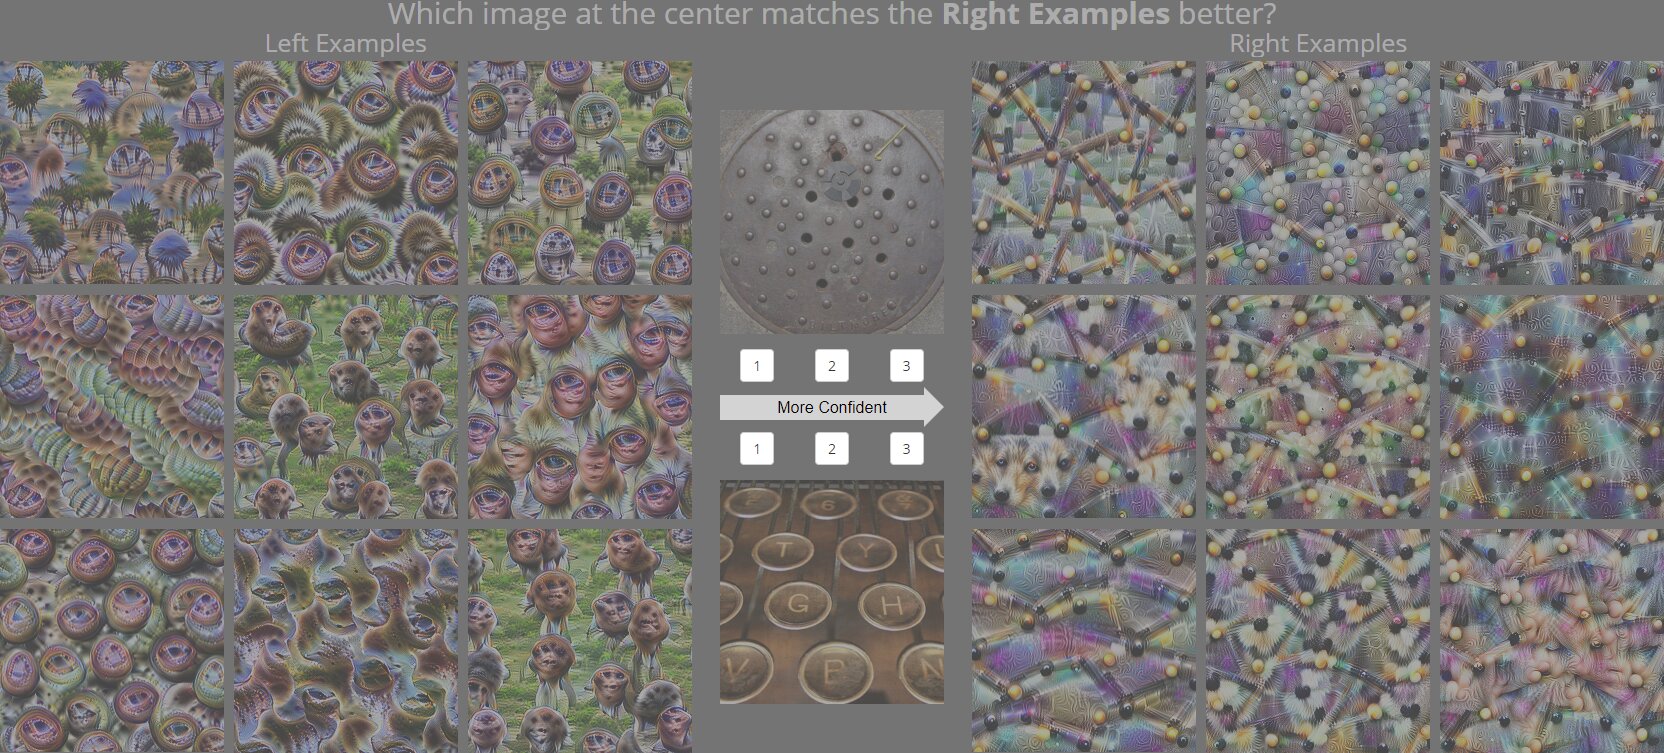 Which image at the center matches the Right Examples better?
Left Examples
Right Examples
1 2 3
More Confident
1 2 3
6
T Y U
G H
V B N